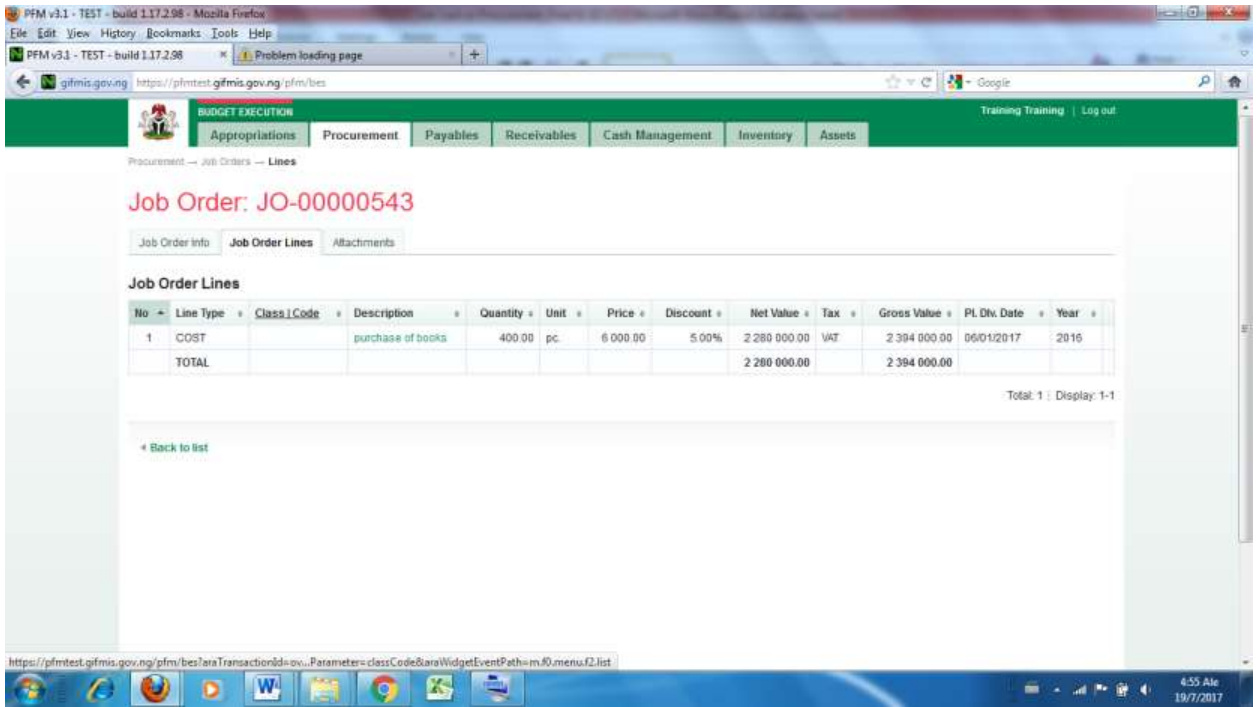 PFM v3.1 - TEST - build 1.17.2.98 - Mozilla Firefox
File Edit View History Bookmarks Tools Help
PFM v3.1 - TEST - build 1.17.2.98 × Problem loading page × +
gifmis.gov.ng https://pfmtest.gifmis.gov.ng/pfm/bes Google
BUDGET EXECUTION Training Training | Log out
Appropriations Procurement Payables Receivables Cash Management Inventory Assets
Procurement → Job Orders → Lines
Job Order: JO-00000543
Job Order Info Job Order Lines Attachments
Job Order Lines
No Line Type Class | Code Description Quantity Unit Price Discount Net Value Tax Gross Value Pl. Dlv. Date Year
1 COST purchase of books 400.00 pc. 6 000.00 5.00% 2 280 000.00 VAT 2 394 000.00 06/01/2017 2016
TOTAL 2 280 000.00 2 394 000.00
Total: 1 | Display: 1-1
Back to list
https://pfmtest.gifmis.gov.ng/pfm/bes?araTransactionId=ov...Parameter=classCode&araWidgetEventPath=m.f0.menu.f2.list
4:55 Ale
19/7/2017